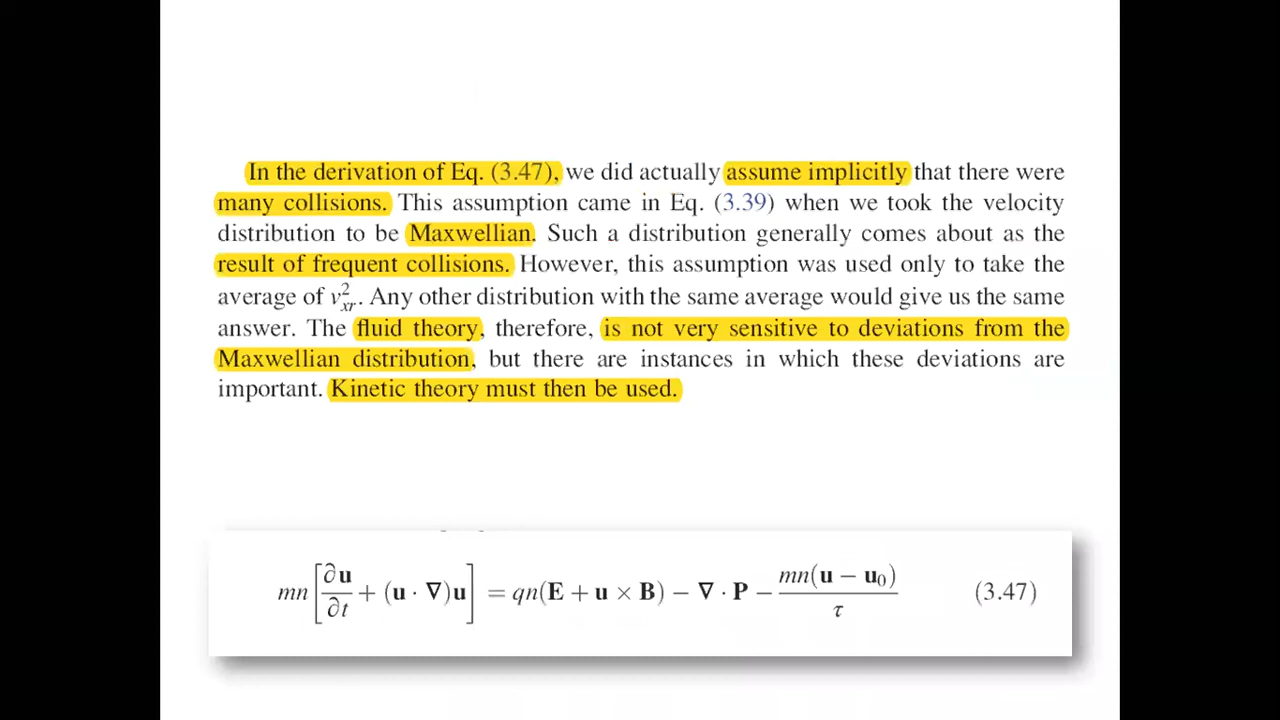 In the derivation of Eq. (3.47), we did actually assume implicitly that there were
many collisions. This assumption came in Eq. (3.39) when we took the velocity
distribution to be Maxwellian. Such a distribution generally comes about as the
result of frequent collisions. However, this assumption was used only to take the
average of v²ₓᵣ. Any other distribution with the same average would give us the same
answer. The fluid theory, therefore, is not very sensitive to deviations from the
Maxwellian distribution, but there are instances in which these deviations are
important. Kinetic theory must then be used.
mn[∂u/∂t + (u · ∇)u] = qn(E + u × B) − ∇ · P − mn(u − u₀)/τ (3.47)